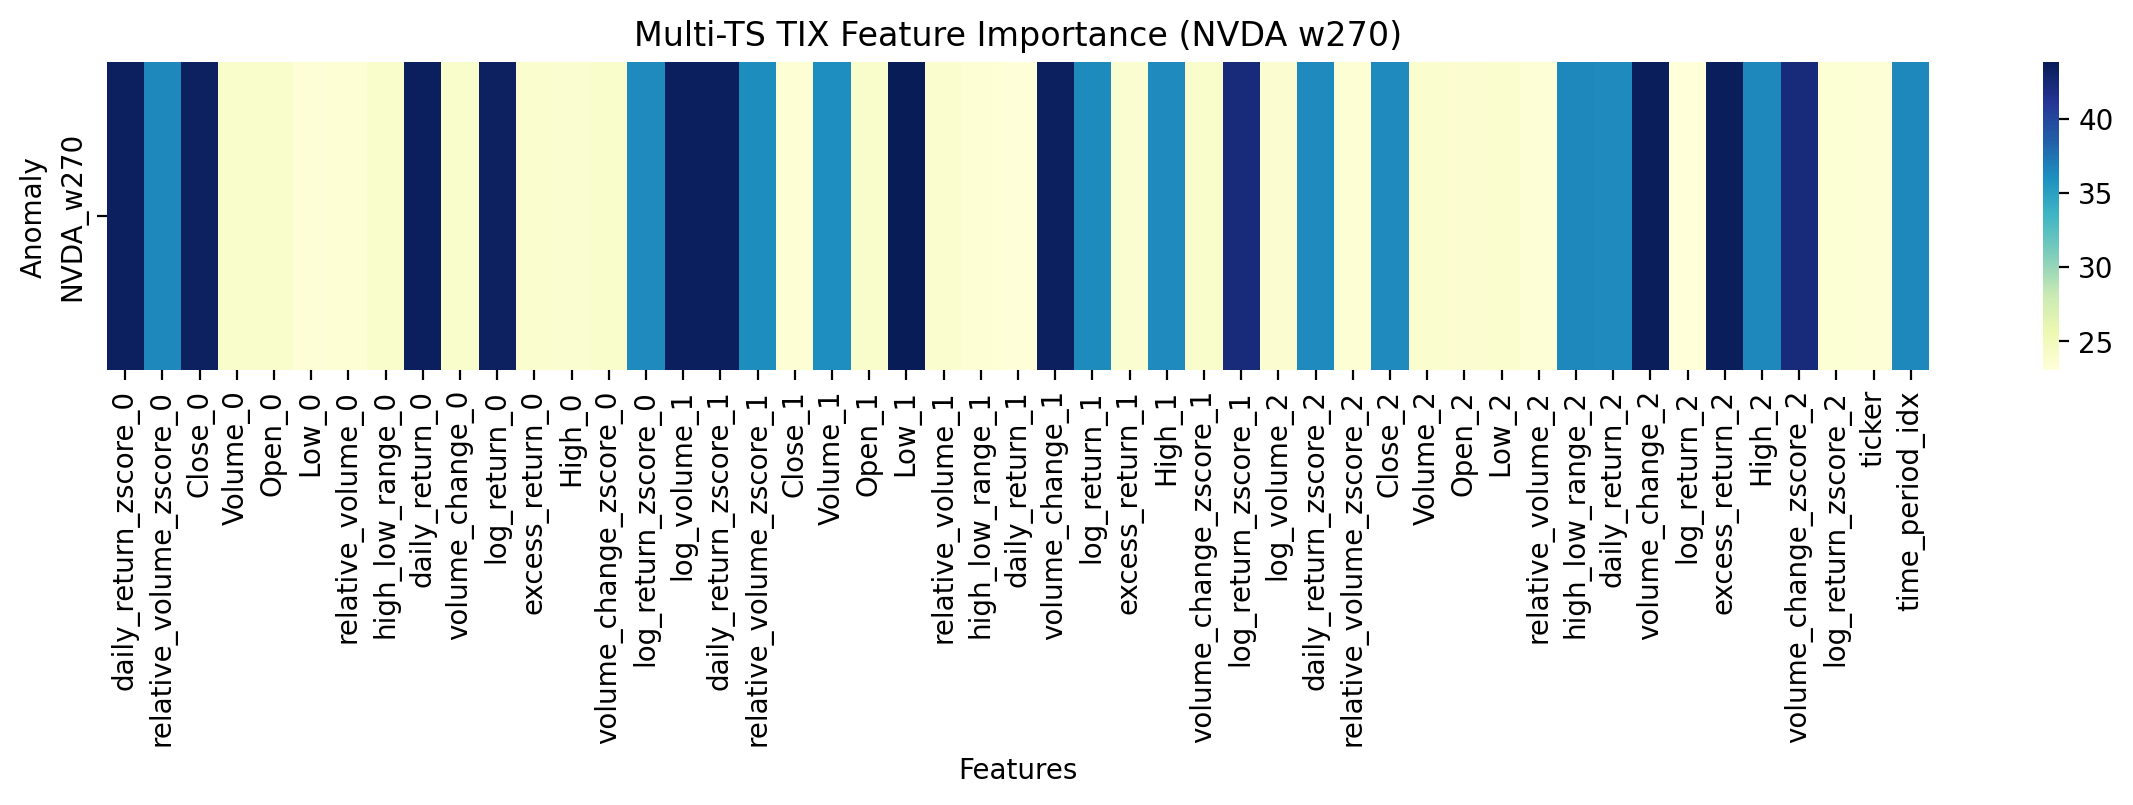 Multi-TS TIX Feature Importance (NVDA w270)
Anomaly
NVDA_w270
40
35
30
25
daily_return_zscore_0
relative_volume_zscore_0
Close_0
Volume_0
Open_0
Low_0
relative_volume_0
high_low_range_0
daily_return_0
volume_change_0
log_return_0
excess_return_0
High_0
volume_change_zscore_0
log_return_zscore_0
log_volume_1
daily_return_zscore_1
relative_volume_zscore_1
Close_1
Volume_1
Open_1
Low_1
relative_volume_1
high_low_range_1
daily_return_1
volume_change_1
log_return_1
excess_return_1
High_1
volume_change_zscore_1
log_return_zscore_1
log_volume_2
daily_return_zscore_2
relative_volume_zscore_2
Close_2
Volume_2
Open_2
Low_2
relative_volume_2
high_low_range_2
daily_return_2
volume_change_2
log_return_2
excess_return_2
High_2
volume_change_zscore_2
log_return_zscore_2
ticker
time_period_idx
Features